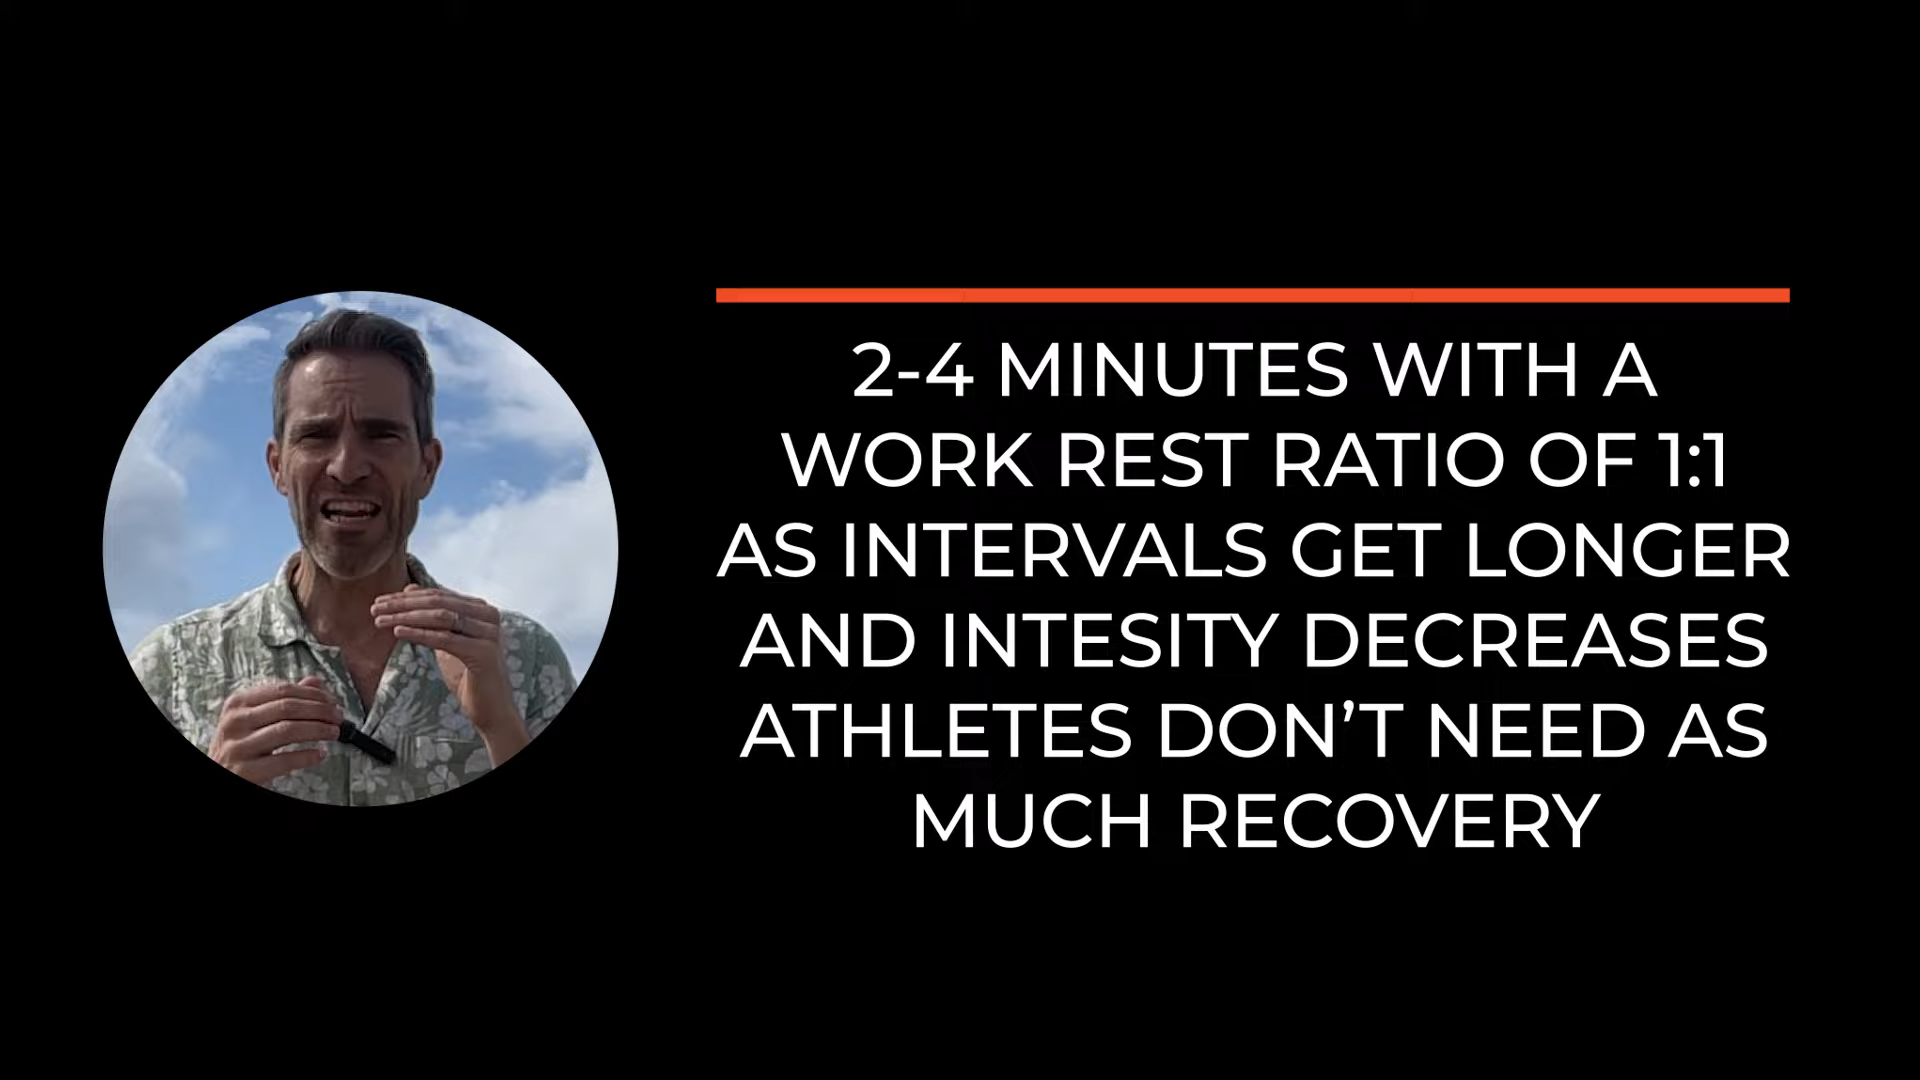 2-4 MINUTES WITH A
WORK REST RATIO OF 1:1
AS INTERVALS GET LONGER
AND INTESITY DECREASES
ATHLETES DON’T NEED AS
MUCH RECOVERY